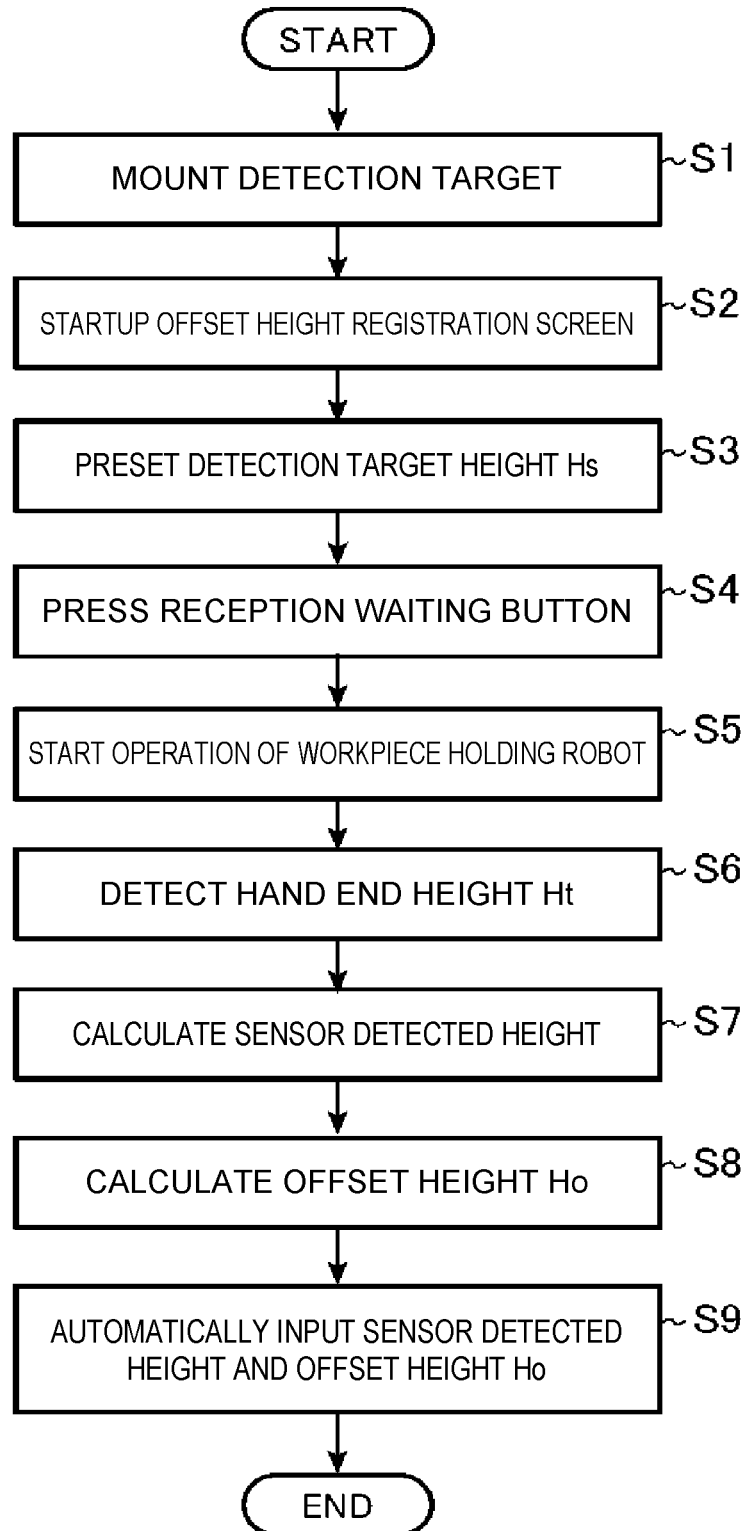 START
MOUNT DETECTION TARGET
~S1
STARTUP OFFSET HEIGHT REGISTRATION SCREEN
~S2
PRESET DETECTION TARGET HEIGHT Hs
~S3
PRESS RECEPTION WAITING BUTTON
~S4
START OPERATION OF WORKPIECE HOLDING ROBOT
~S5
DETECT HAND END HEIGHT Ht
~S6
CALCULATE SENSOR DETECTED HEIGHT
~S7
CALCULATE OFFSET HEIGHT Ho
~S8
AUTOMATICALLY INPUT SENSOR DETECTED
HEIGHT AND OFFSET HEIGHT Ho
~S9
END